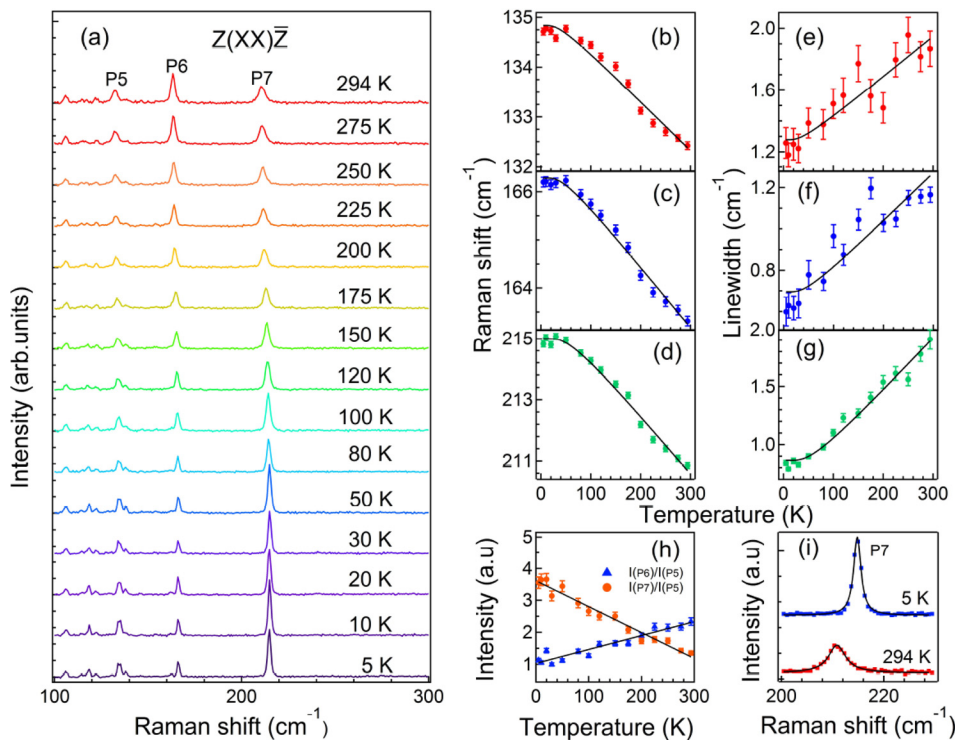 (a)
Z(XX)Z̅
P5
P6
P7
294 K
275 K
250 K
225 K
200 K
175 K
150 K
120 K
100 K
80 K
50 K
30 K
20 K
10 K
5 K
Intensity (arb.units)
100
200
300
Raman shift (cm⁻¹)
(b)
135
134
133
132
(c)
166
164
(d)
215
213
211
Raman shift (cm⁻¹)
0
100
200
300
(e)
2.0
1.6
1.2
(f)
1.2
0.8
(g)
2.0
1.5
1.0
Linewidth (cm⁻¹)
0
100
200
300
Temperature (K)
(h)
I(P6)/I(P5)
I(P7)/I(P5)
5
4
3
2
1
Intensity (a.u)
0
100
200
300
Temperature (K)
(i)
P7
5 K
294 K
Intensity (a.u)
200
220
Raman shift (cm⁻¹)